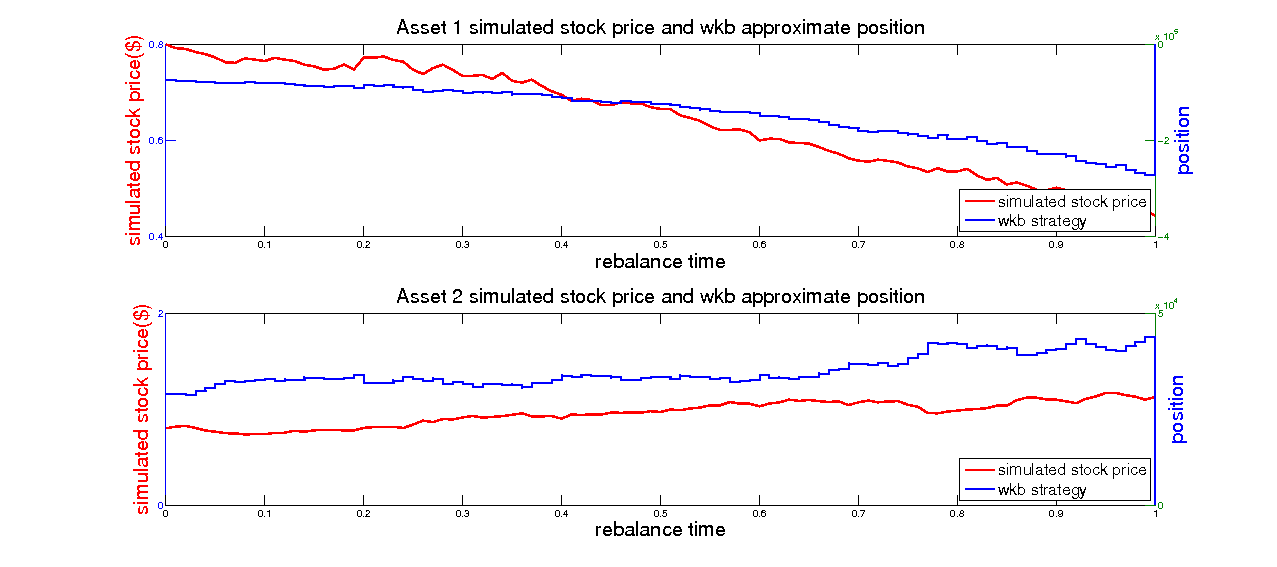 Asset 1 simulated stock price and wkb approximate position
x 10^5
simulated stock price($)
0.8
0.6
0.4
0
-2
-4
position
simulated stock price
wkb strategy
0 0.1 0.2 0.3 0.4 0.5 0.6 0.7 0.8 0.9 1
rebalance time
Asset 2 simulated stock price and wkb approximate position
x 10^4
simulated stock price($)
2
0
5
0
position
simulated stock price
wkb strategy
0 0.1 0.2 0.3 0.4 0.5 0.6 0.7 0.8 0.9 1
rebalance time